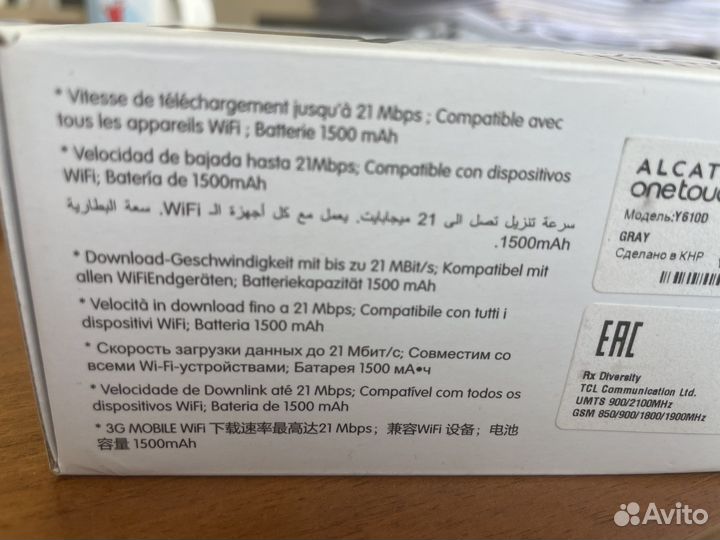 * Vitesse de téléchargement jusqu'à 21 Mbps ; Compatible avec
tous les appareils WiFi ; Batterie 1500 mAh
* Velocidad de bajada hasta 21Mbps; Compatible con dispositivos
WiFi; Batería de 1500mAh
* سرعة تنزيل تصل الى 21 ميجابايت. يعمل مع كل أجهزة الـ WiFi. سعة البطارية
1500mAh.
* Download-Geschwindigkeit mit bis zu 21 MBit/s; Kompatibel mit
allen WiFiEndgeräten; Batteriekapazität 1500 mAh
* Velocità in download fino a 21 Mbps; Compatibile con tutti i
dispositivi WiFi; Batteria 1500 mAh
* Скорость загрузки данных до 21 Мбит/с; Совместим со
всеми Wi-Fi-устройствами; Батарея 1500 мА•ч
* Velocidade de Downlink até 21 Mbps; Compatível com todos os
dispositivos WiFi; Bateria de 1500 mAh
* 3G MOBILE WiFi 下载速率最高达21 Mbps；兼容WiFi 设备；电池
容量 1500mAh
ALCAT
onetouc
Модель:Y610D
GRAY
Сделано в КНР
EAC
Rx Diversity
TCL Communication Ltd.
UMTS 900/2100MHz
GSM 850/900/1800/1900MHz
Avito